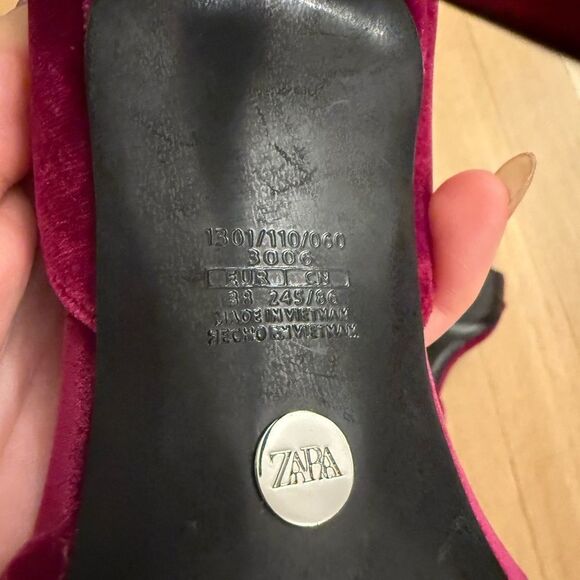 1301/110/060
3006
EUR CN
38 245/86
MADE IN VIETNAM
HECHO EN VIETNAM
ZARA